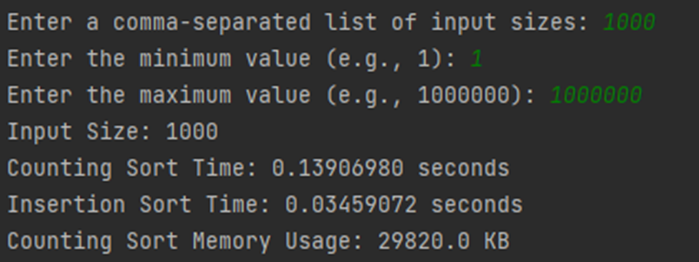 Enter a comma-separated list of input sizes: 1000
Enter the minimum value (e.g., 1): 1
Enter the maximum value (e.g., 1000000): 1000000
Input Size: 1000
Counting Sort Time: 0.13906980 seconds
Insertion Sort Time: 0.03459072 seconds
Counting Sort Memory Usage: 29820.0 KB